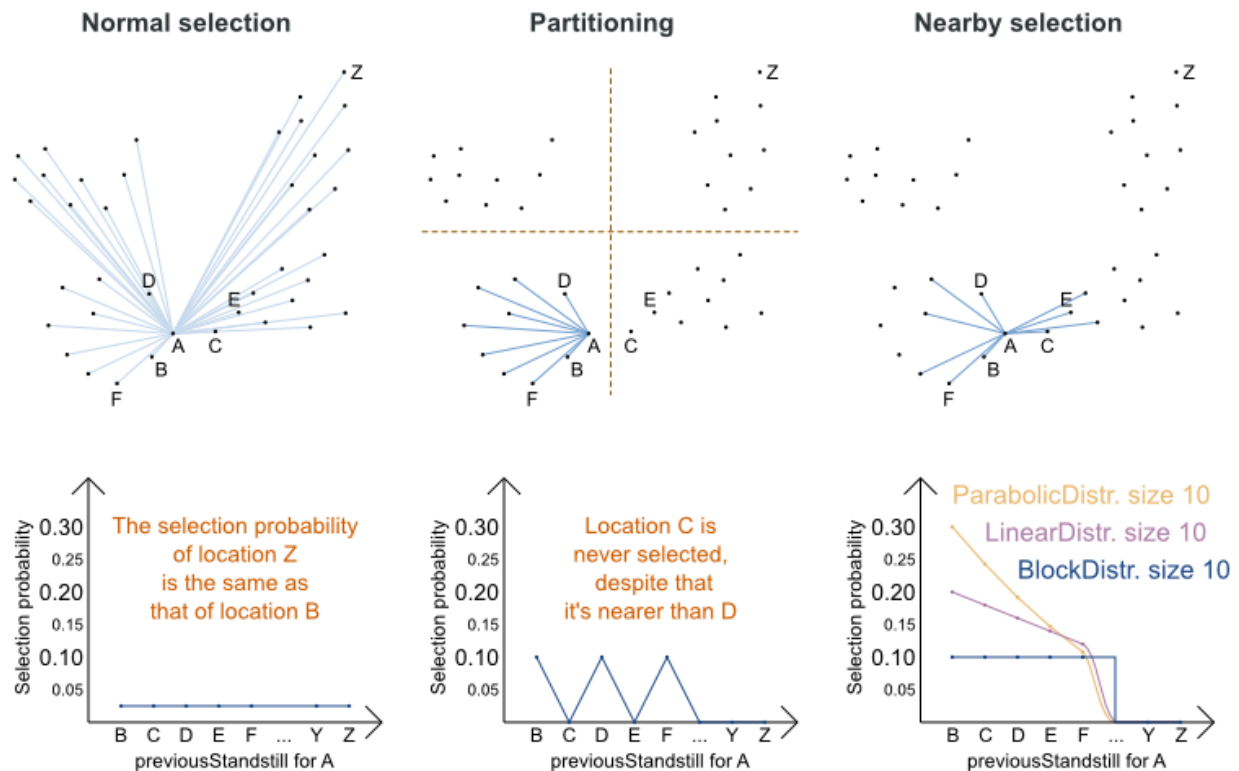 Normal selection
Partitioning
Nearby selection
Z
D
E
A
C
B
F
Z
D
E
A
C
B
F
Z
D
E
A
C
B
F
Selection probability
0.30
0.25
0.20
0.15
0.10
0.05
The selection probability
of location Z
is the same as
that of location B
B C D E F ... Y Z
previousStandstill for A
Selection probability
0.30
0.25
0.20
0.15
0.10
0.05
Location C is
never selected,
despite that
it's nearer than D
B C D E F ... Y Z
previousStandstill for A
Selection probability
0.30
0.25
0.20
0.15
0.10
0.05
ParabolicDistr. size 10
LinearDistr. size 10
BlockDistr. size 10
B C D E F ... Y Z
previousStandstill for A